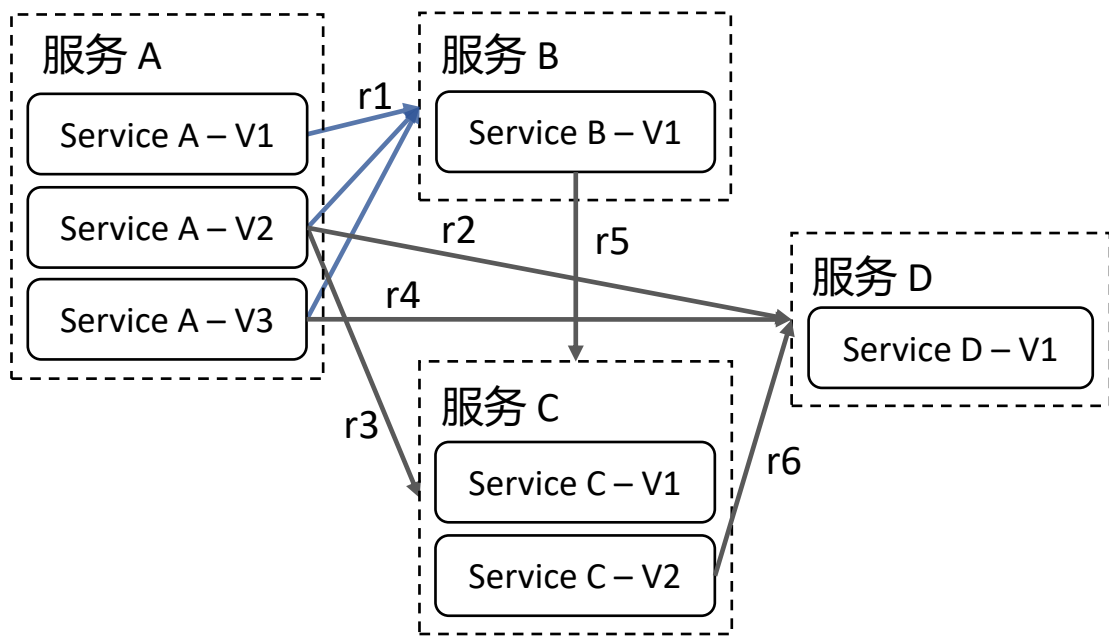 服务 A
Service A – V1
Service A – V2
Service A – V3
r1
服务 B
Service B – V1
r2
r5
r4
服务 D
Service D – V1
r3
服务 C
Service C – V1
Service C – V2
r6